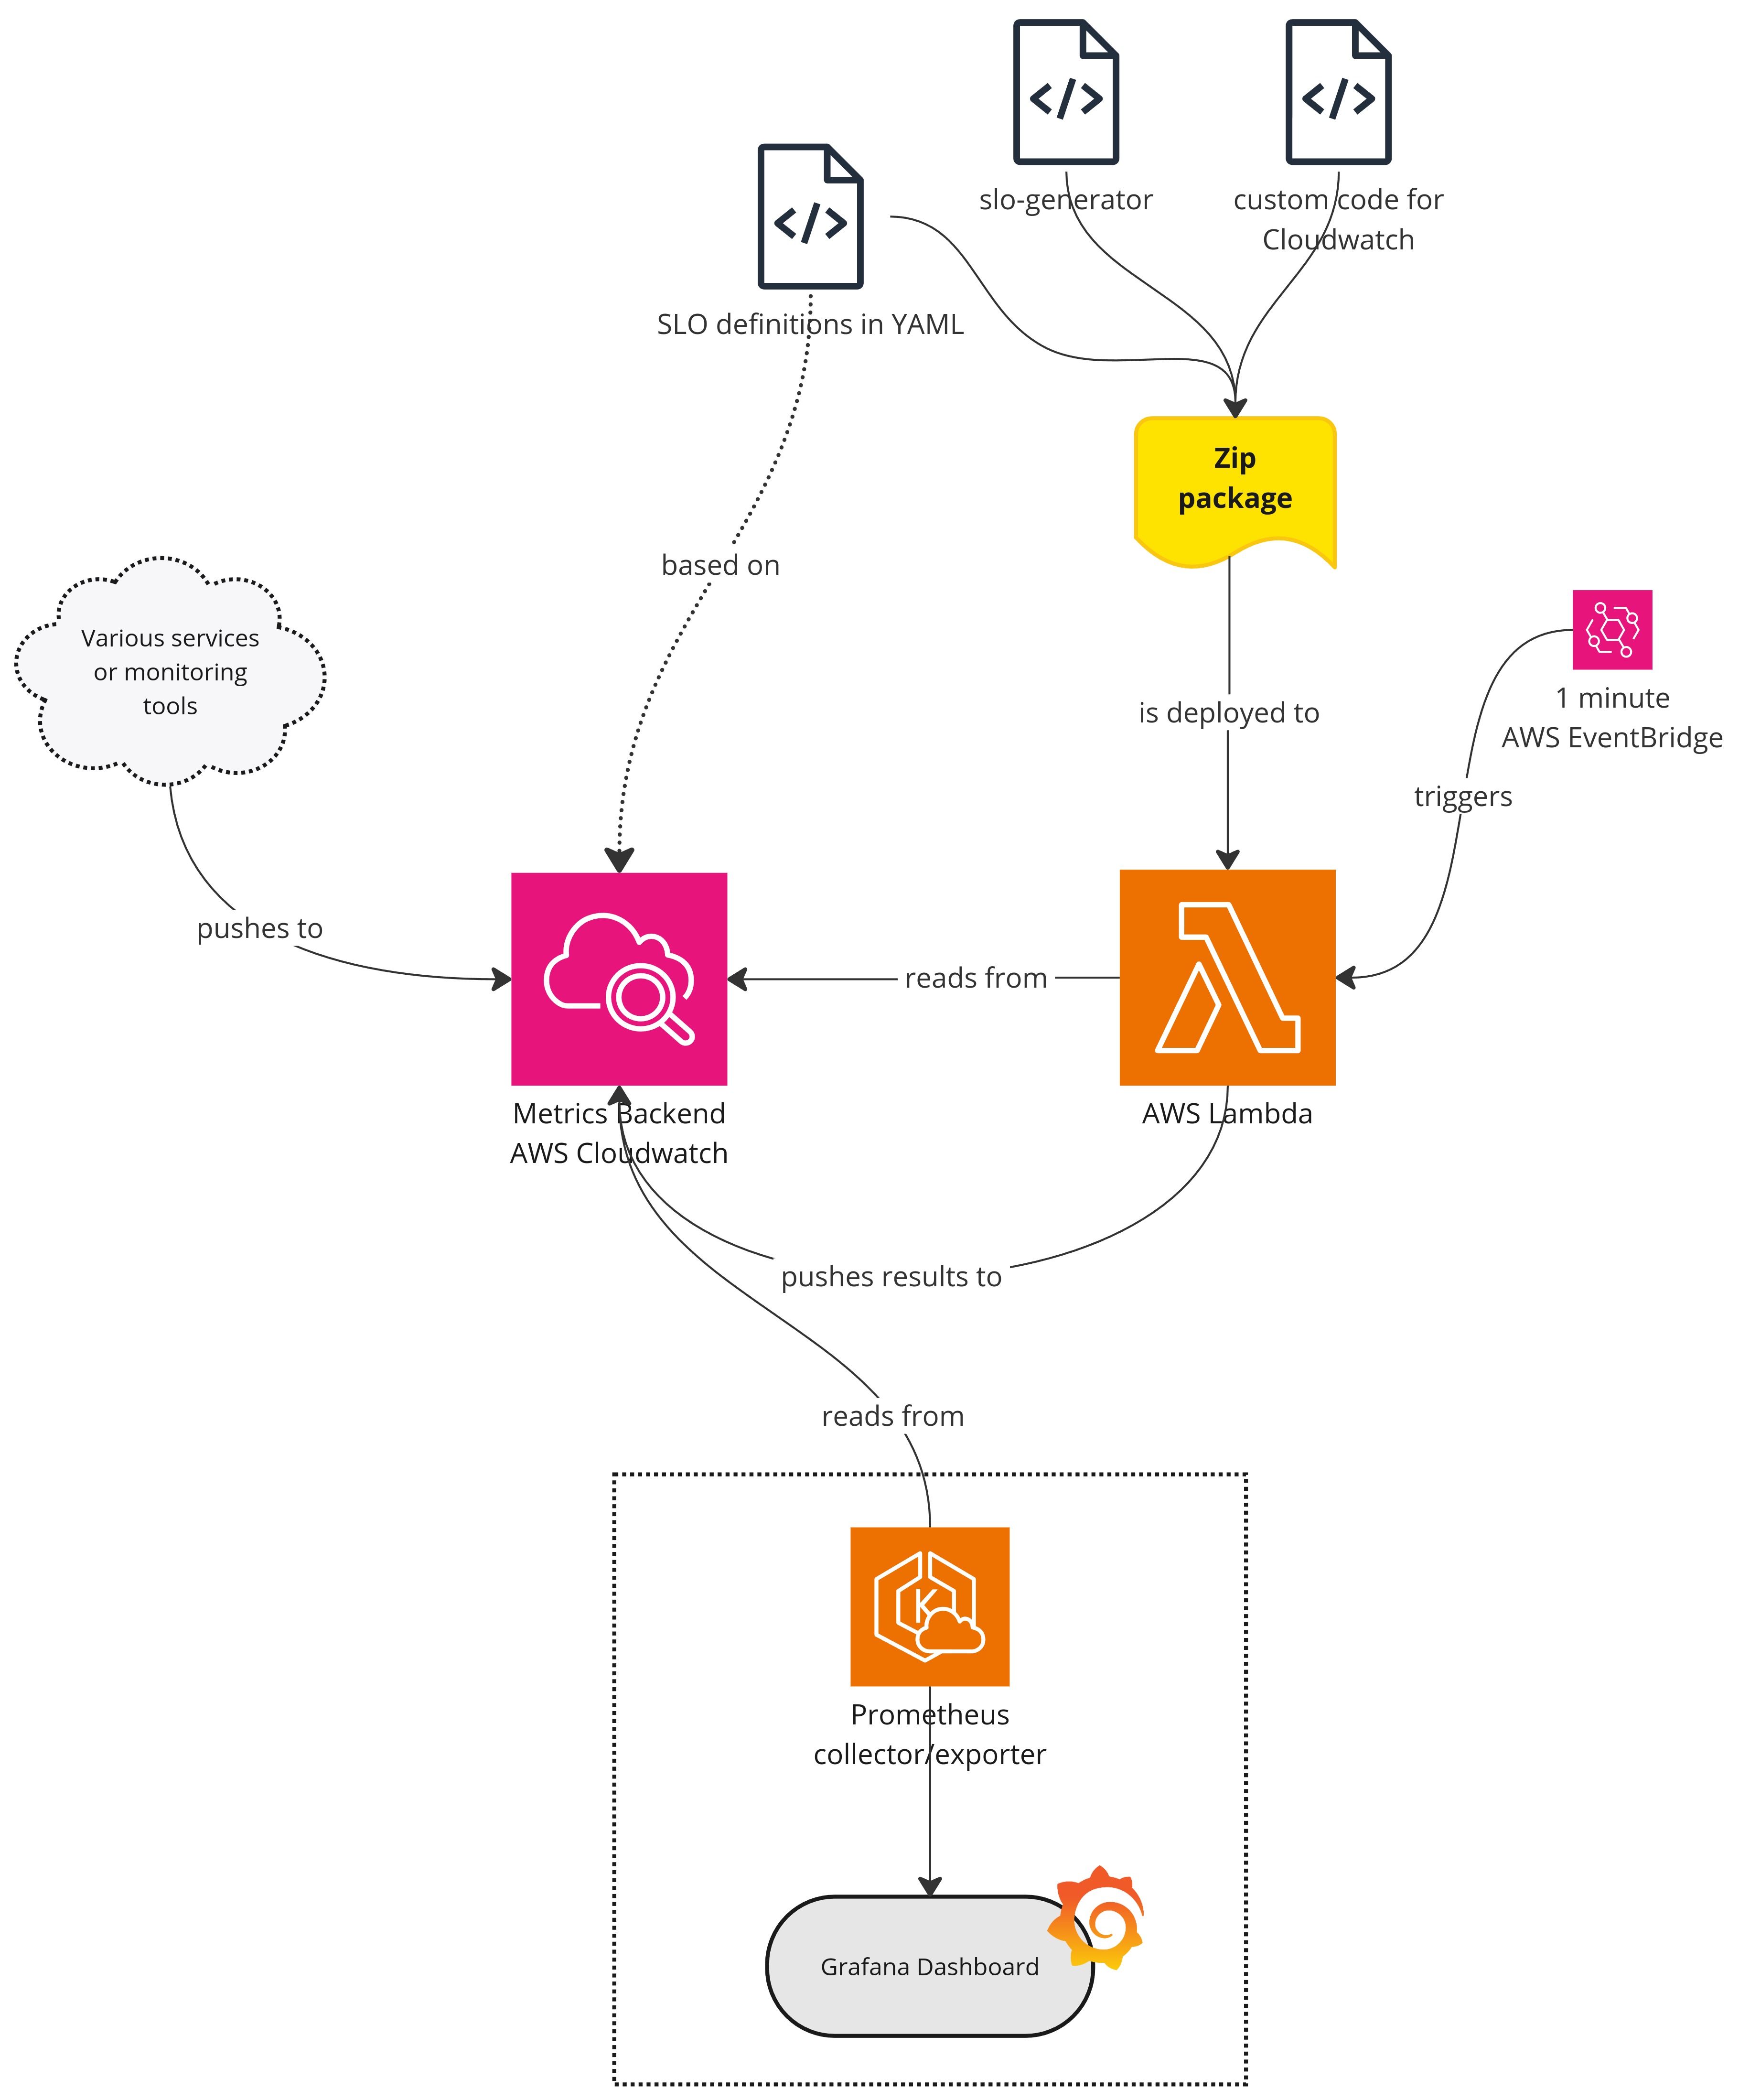 slo-generator
custom code for
Cloudwatch
SLO definitions in YAML
Zip
package
based on
Various services
or monitoring
tools
is deployed to
1 minute
AWS EventBridge
triggers
pushes to
reads from
Metrics Backend
AWS Cloudwatch
AWS Lambda
pushes results to
reads from
K
Prometheus
collector/exporter
Grafana Dashboard